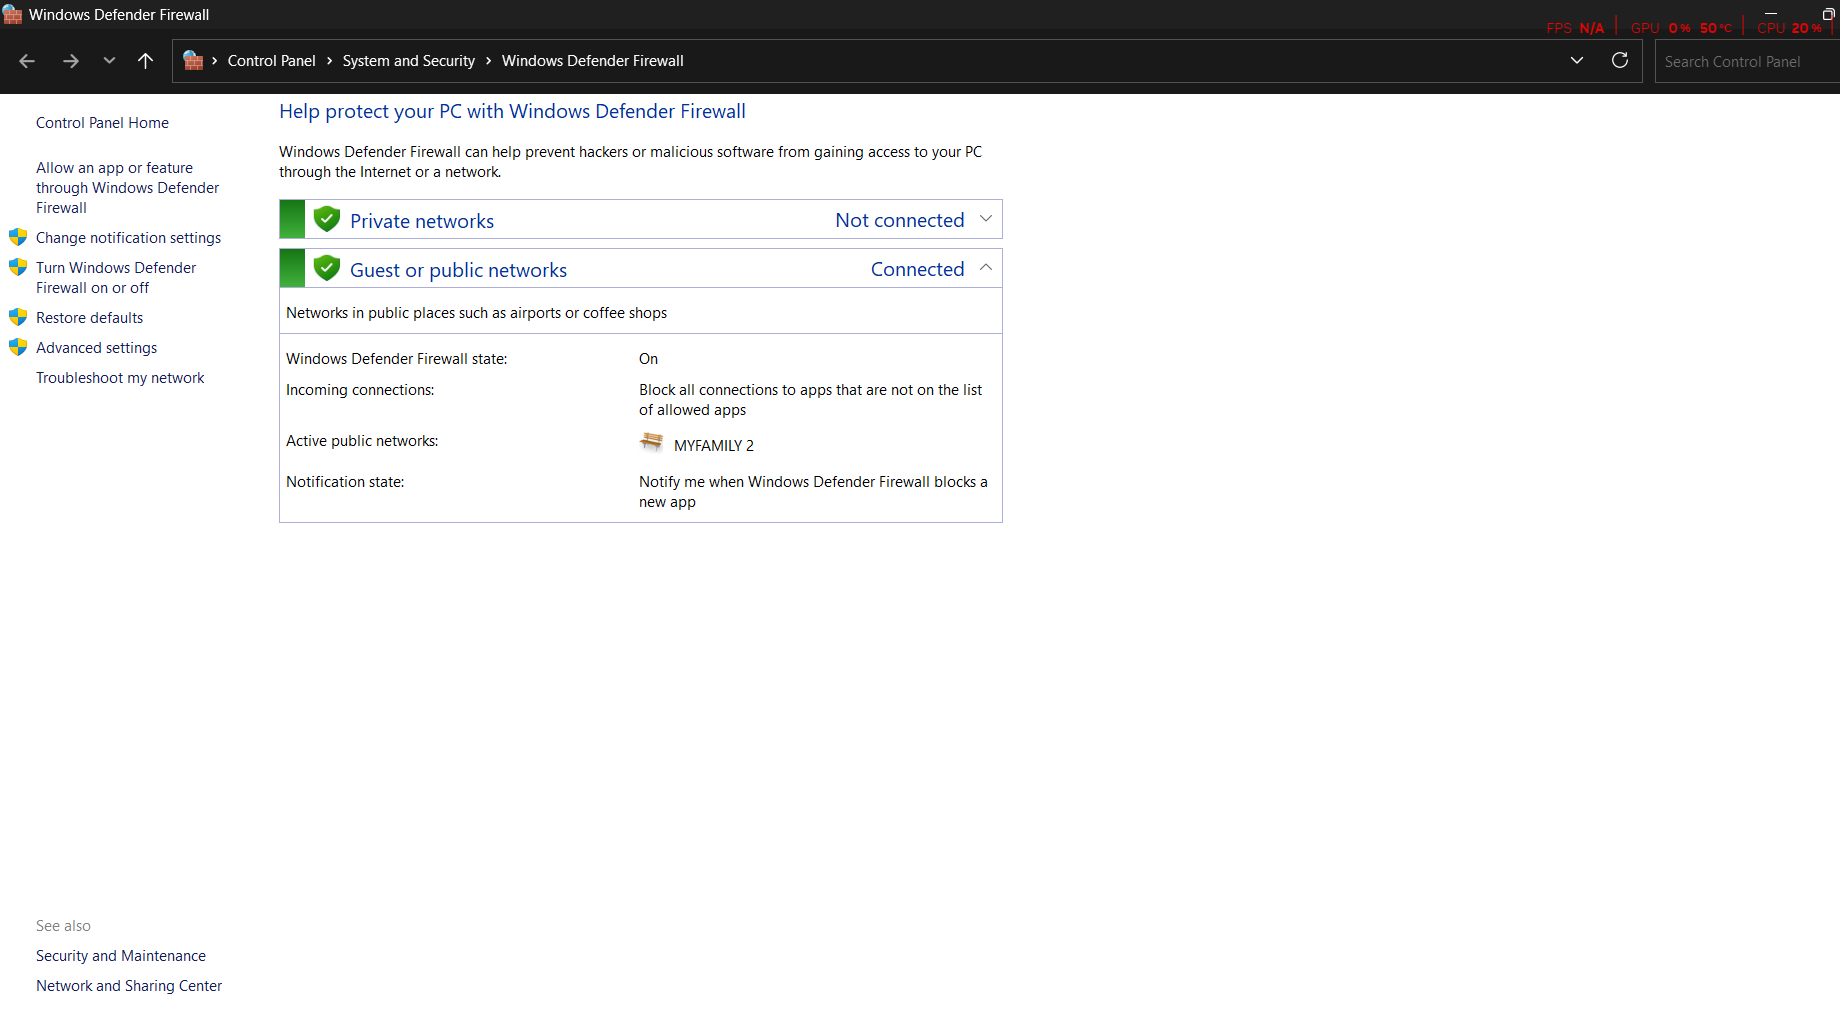 Windows Defender Firewall
FPS N/A GPU 0% 50°C CPU 20%
Control Panel > System and Security > Windows Defender Firewall
Search Control Panel
Control Panel Home
Allow an app or feature
through Windows Defender
Firewall
Change notification settings
Turn Windows Defender
Firewall on or off
Restore defaults
Advanced settings
Troubleshoot my network
Help protect your PC with Windows Defender Firewall
Windows Defender Firewall can help prevent hackers or malicious software from gaining access to your PC
through the Internet or a network.
Private networks Not connected
Guest or public networks Connected
Networks in public places such as airports or coffee shops
Windows Defender Firewall state: On
Incoming connections: Block all connections to apps that are not on the list
of allowed apps
Active public networks: MYFAMILY 2
Notification state: Notify me when Windows Defender Firewall blocks a
new app
See also
Security and Maintenance
Network and Sharing Center